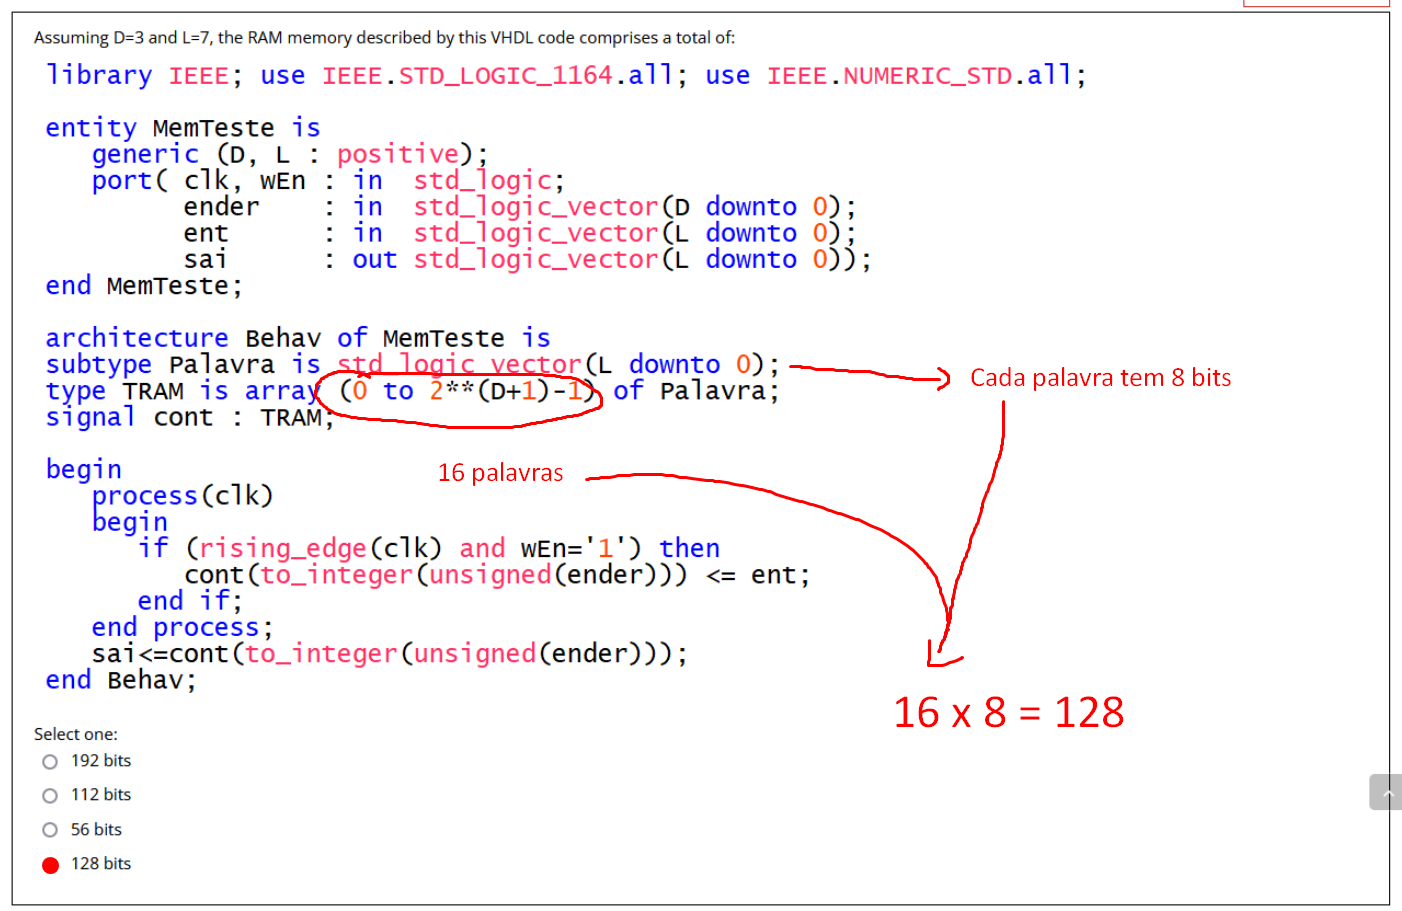 Assuming D=3 and L=7, the RAM memory described by this VHDL code comprises a total of:
library IEEE; use IEEE.STD_LOGIC_1164.all; use IEEE.NUMERIC_STD.all;
entity MemTeste is
generic (D, L : positive);
port( clk, wEn : in std_logic;
ender : in std_logic_vector(D downto 0);
ent : in std_logic_vector(L downto 0);
sai : out std_logic_vector(L downto 0));
end MemTeste;
architecture Behav of MemTeste is
subtype Palavra is std_logic_vector(L downto 0);
Cada palavra tem 8 bits
type TRAM is array (0 to 2**(D+1)-1) of Palavra;
signal cont : TRAM;
begin
16 palavras
process(clk)
begin
if (rising_edge(clk) and wEn='1') then
cont(to_integer(unsigned(ender))) <= ent;
end if;
end process;
sai<=cont(to_integer(unsigned(ender)));
end Behav;
16 x 8 = 128
Select one:
192 bits
112 bits
56 bits
128 bits